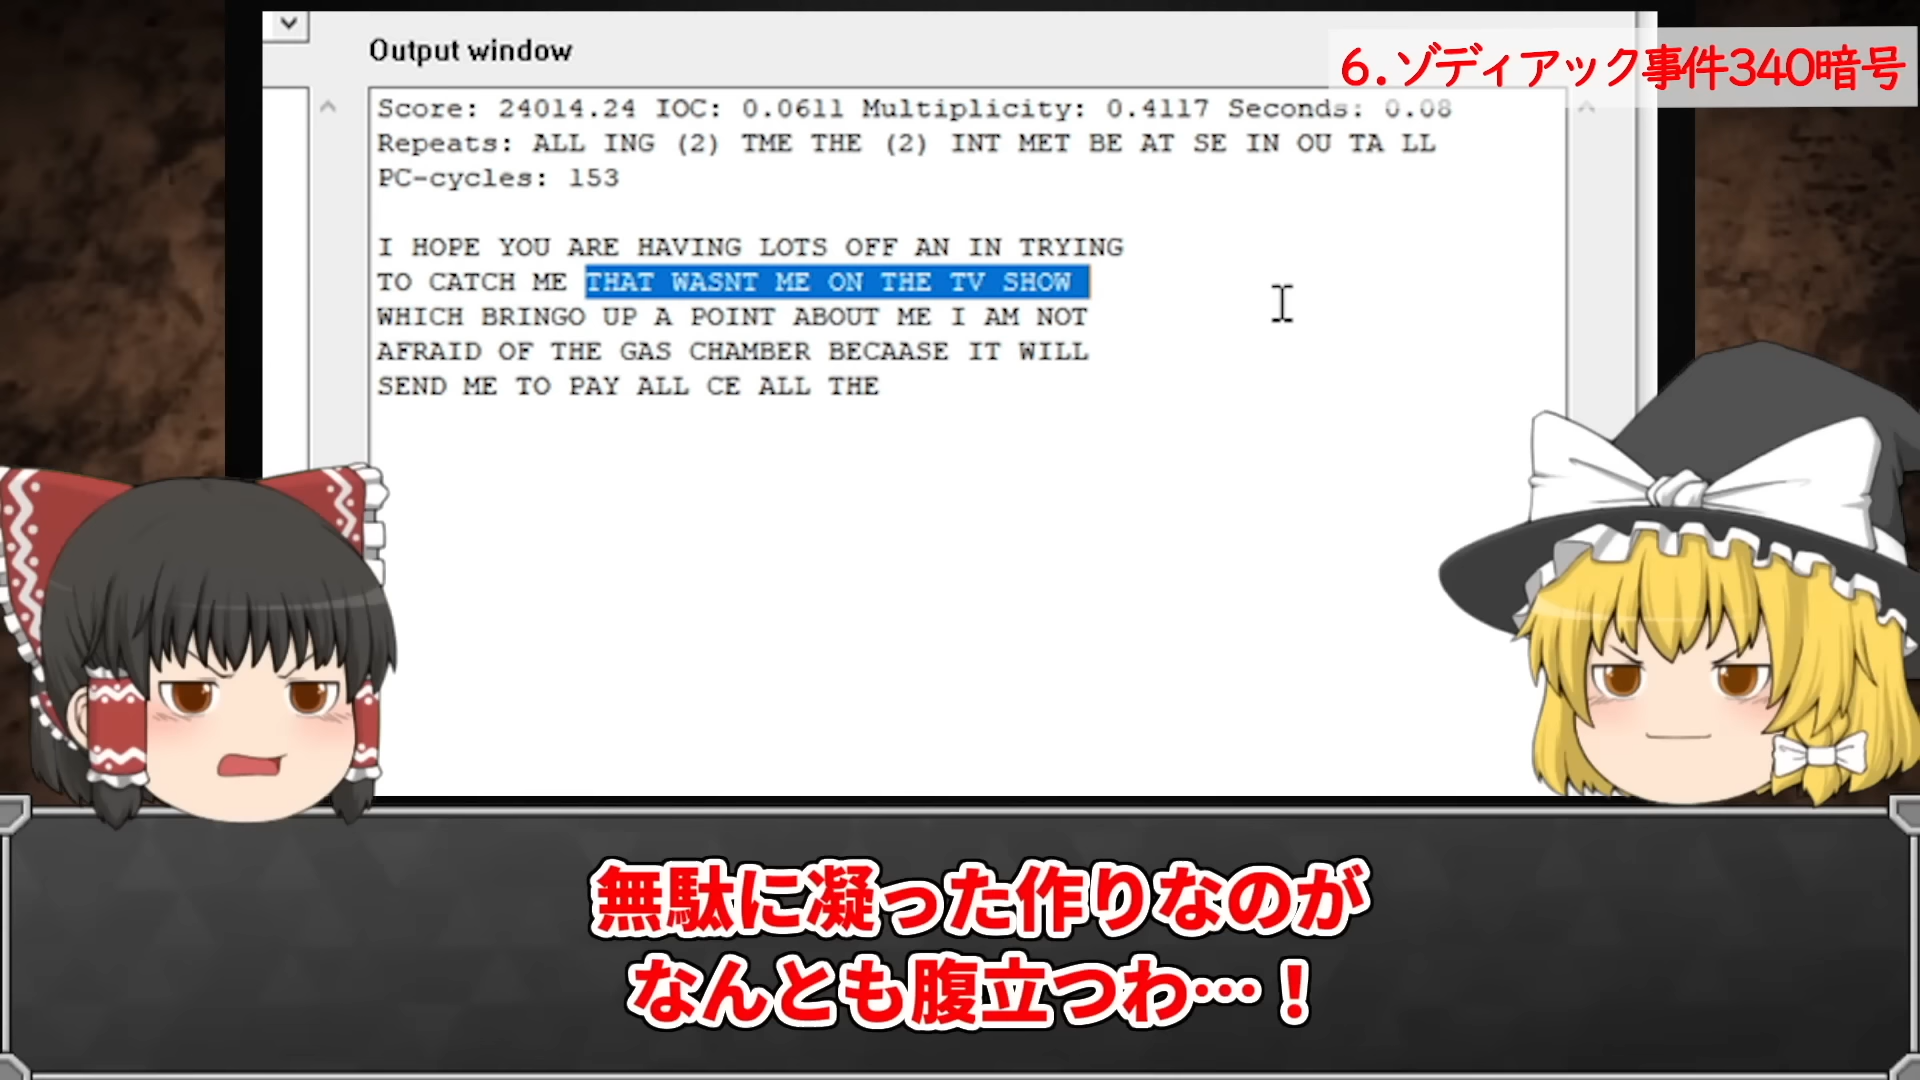 Output window
6.ゾディアック事件340暗号
Score: 24014.24 IOC: 0.0611 Multiplicity: 0.4117 Seconds: 0.08
Repeats: ALL ING (2) TME THE (2) INT MET BE AT SE IN OU TA LL
PC-cycles: 153
I HOPE YOU ARE HAVING LOTS OFF AN IN TRYING
TO CATCH ME THAT WASNT ME ON THE TV SHOW
WHICH BRINGO UP A POINT ABOUT ME I AM NOT
AFRAID OF THE GAS CHAMBER BECAASE IT WILL
SEND ME TO PAY ALL CE ALL THE
無駄に凝った作りなのが
なんとも腹立つわ…！